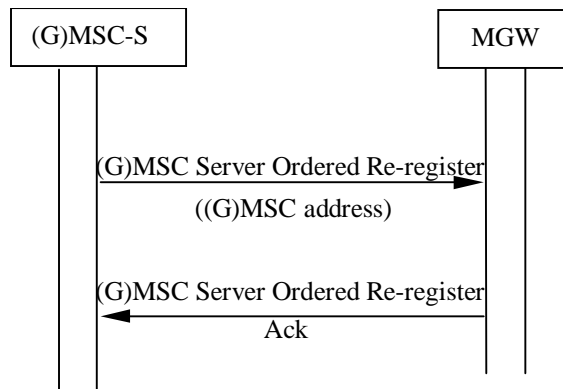 (G)MSC-S
MGW
(G)MSC Server Ordered Re-register
((G)MSC address)
(G)MSC Server Ordered Re-register
Ack